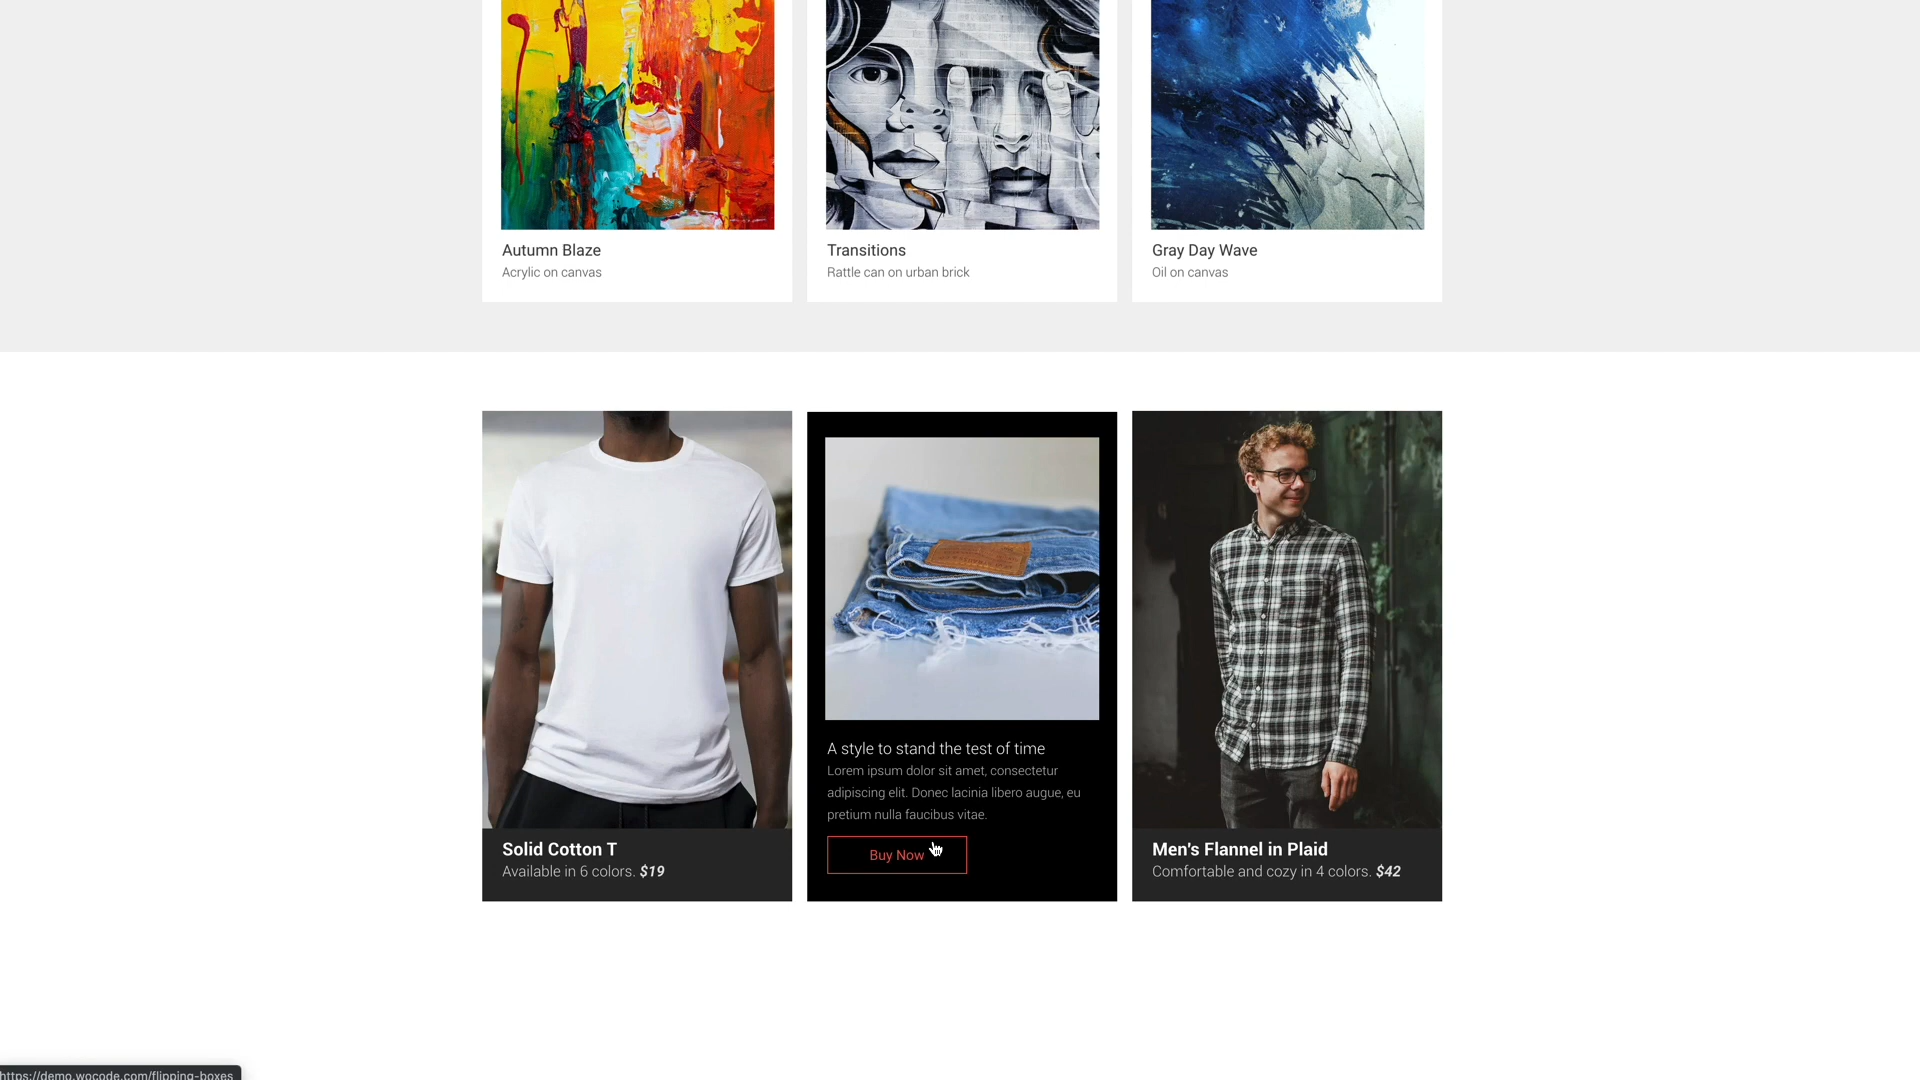 Autumn Blaze
Acrylic on canvas
Transitions
Rattle can on urban brick
Gray Day Wave
Oil on canvas
Solid Cotton T
Available in 6 colors. $19
A style to stand the test of time
Lorem ipsum dolor sit amet, consectetur
adipiscing elit. Donec lacinia libero augue, eu
pretium nulla faucibus vitae.
Buy Now
Men's Flannel in Plaid
Comfortable and cozy in 4 colors. $42
https://demo.wocode.com/flipping-boxes